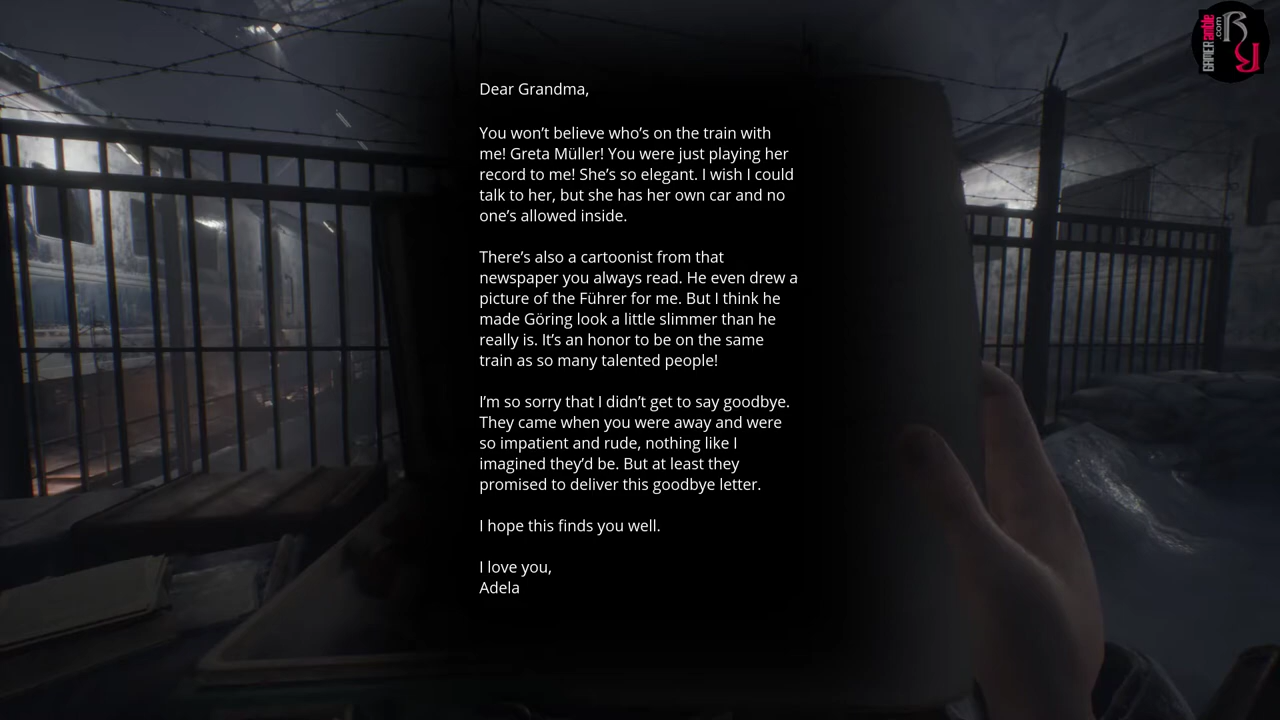 Dear Grandma,
You won’t believe who’s on the train with
me! Greta Müller! You were just playing her
record to me! She’s so elegant. I wish I could
talk to her, but she has her own car and no
one’s allowed inside.
There’s also a cartoonist from that
newspaper you always read. He even drew a
picture of the Führer for me. But I think he
made Göring look a little slimmer than he
really is. It’s an honor to be on the same
train as so many talented people!
I’m so sorry that I didn’t get to say goodbye.
They came when you were away and were
so impatient and rude, nothing like I
imagined they’d be. But at least they
promised to deliver this goodbye letter.
I hope this finds you well.
I love you,
Adela
GAMERamble
.com
RY